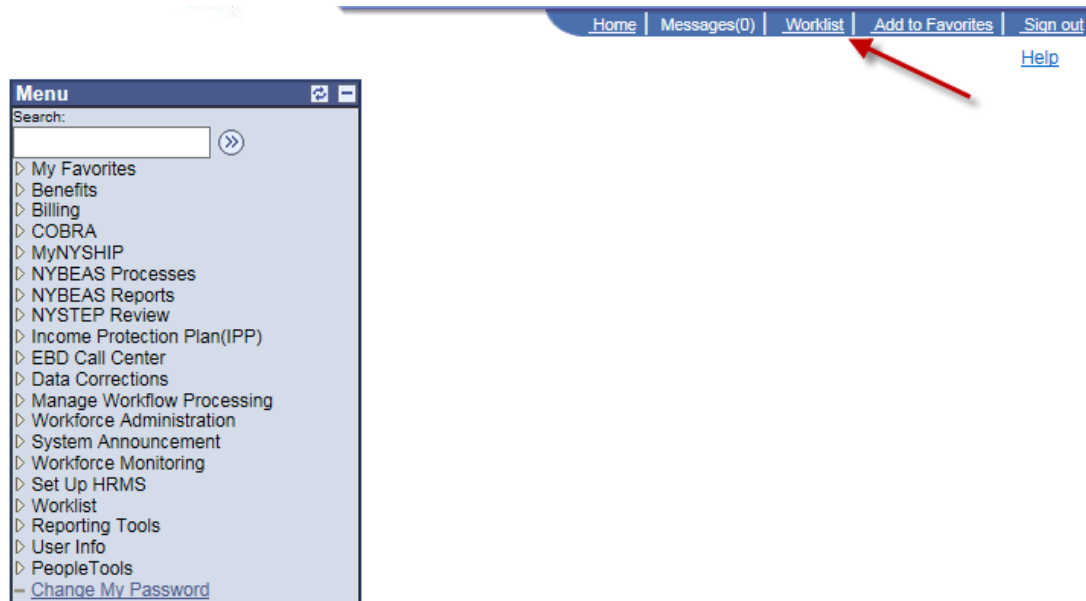 Home | Messages(0) | Worklist | Add to Favorites | Sign out
Help
Menu
Search:
My Favorites
Benefits
Billing
COBRA
MyNYSHIP
NYBEAS Processes
NYBEAS Reports
NYSTEP Review
Income Protection Plan(IPP)
EBD Call Center
Data Corrections
Manage Workflow Processing
Workforce Administration
System Announcement
Workforce Monitoring
Set Up HRMS
Worklist
Reporting Tools
User Info
PeopleTools
Change My Password